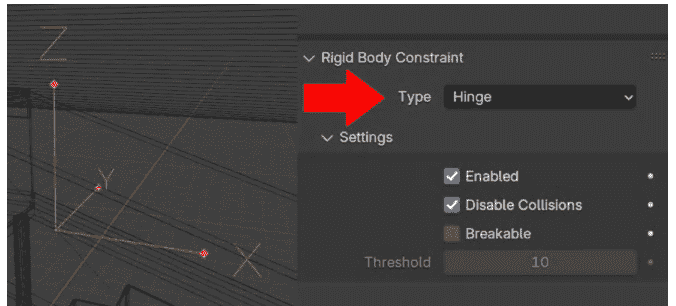 Z
Y
X
Rigid Body Constraint
Type Hinge
Settings
Enabled
Disable Collisions
Breakable
Threshold 10